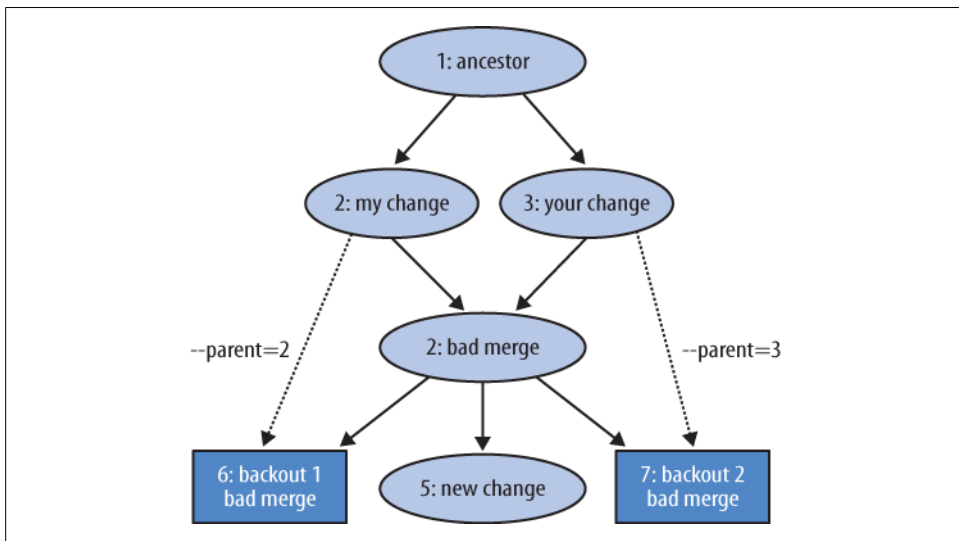 1: ancestor
2: my change
3: your change
--parent=2
2: bad merge
--parent=3
6: backout 1
bad merge
5: new change
7: backout 2
bad merge